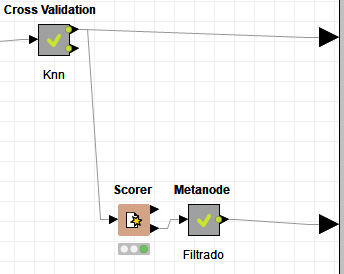 Cross Validation
Knn
Scorer
Metanode
Filtrado